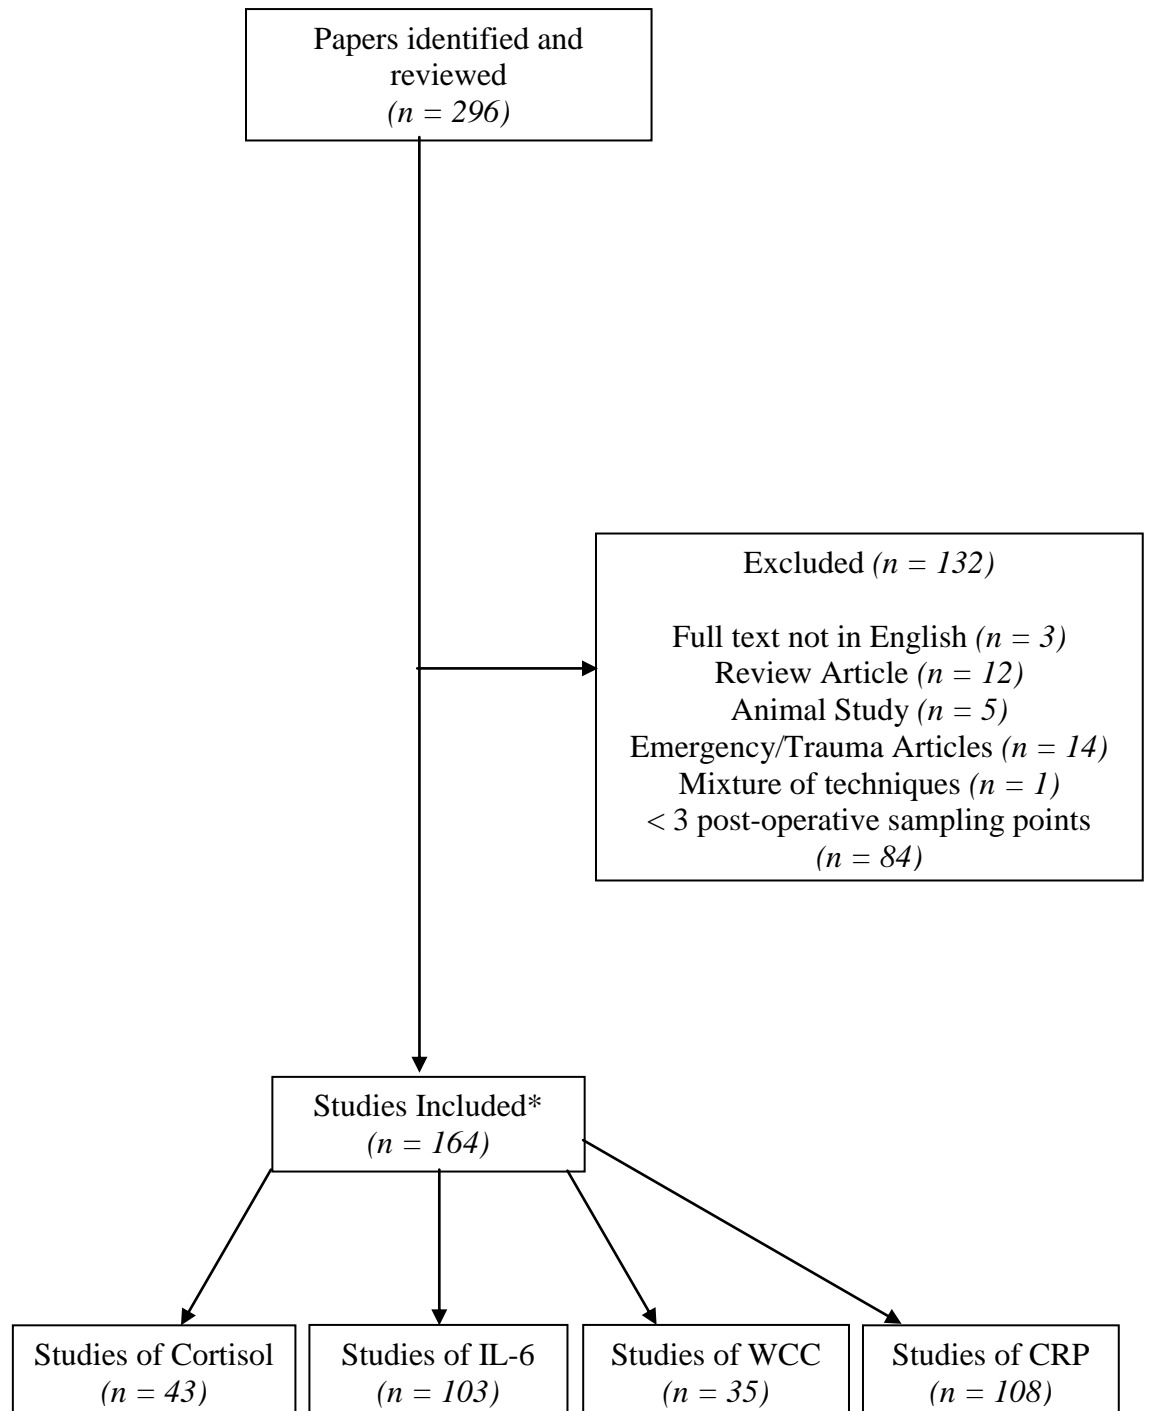 Papers identified and
reviewed
(n = 296)
Excluded (n = 132)
Full text not in English (n = 3)
Review Article (n = 12)
Animal Study (n = 5)
Emergency/Trauma Articles (n = 14)
Mixture of techniques (n = 1)
< 3 post-operative sampling points
(n = 84)
Studies Included*
(n = 164)
Studies of Cortisol
(n = 43)
Studies of IL-6
(n = 103)
Studies of WCC
(n = 35)
Studies of CRP
(n = 108)